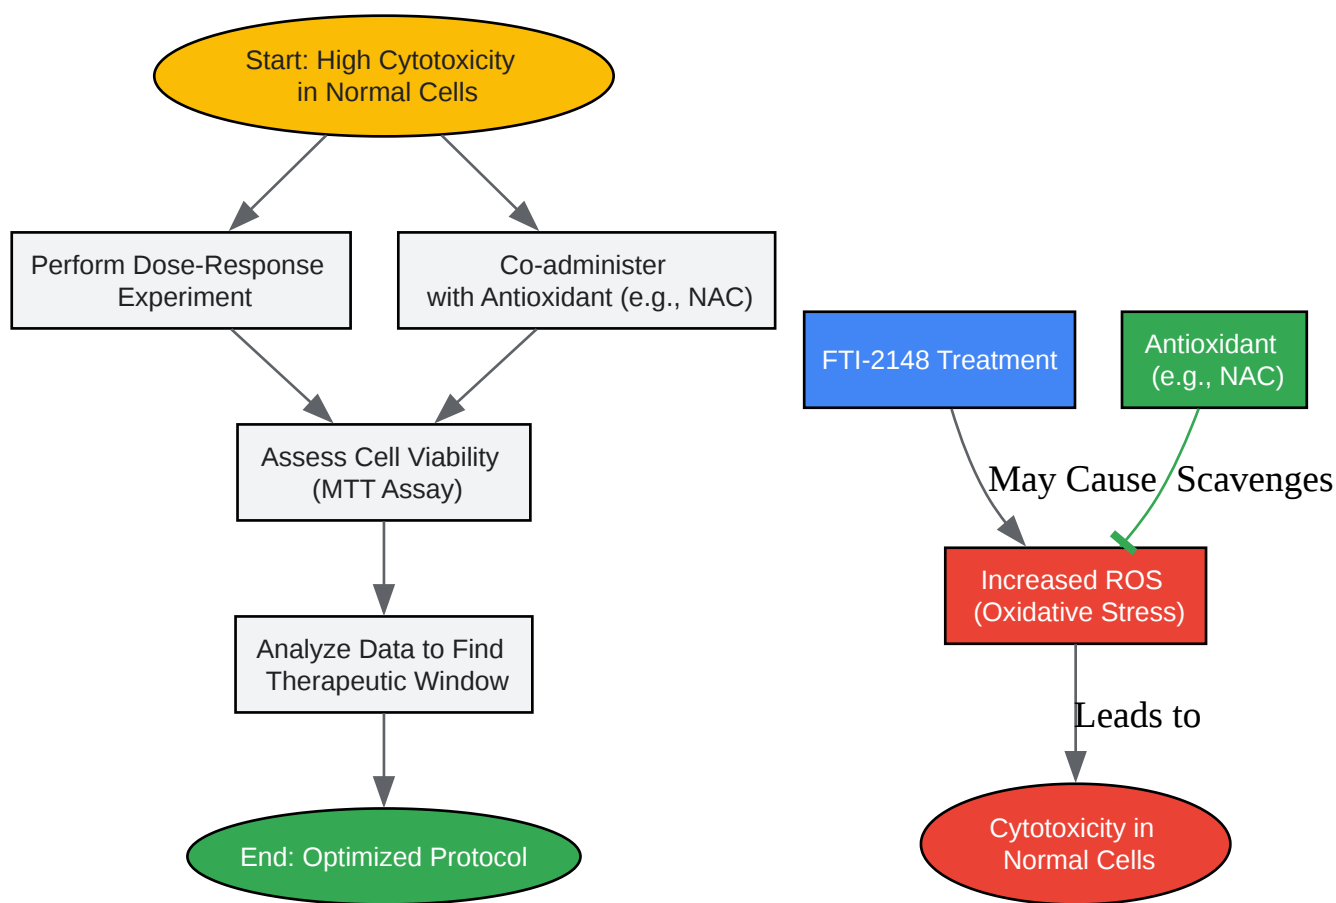 Start: High Cytotoxicity
in Normal Cells
Perform Dose-Response
Experiment
Co-administer
with Antioxidant (e.g., NAC)
Assess Cell Viability
(MTT Assay)
Analyze Data to Find
Therapeutic Window
End: Optimized Protocol
FTI-2148 Treatment
Antioxidant
(e.g., NAC)
May Cause
Scavenges
Increased ROS
(Oxidative Stress)
Leads to
Cytotoxicity in
Normal Cells